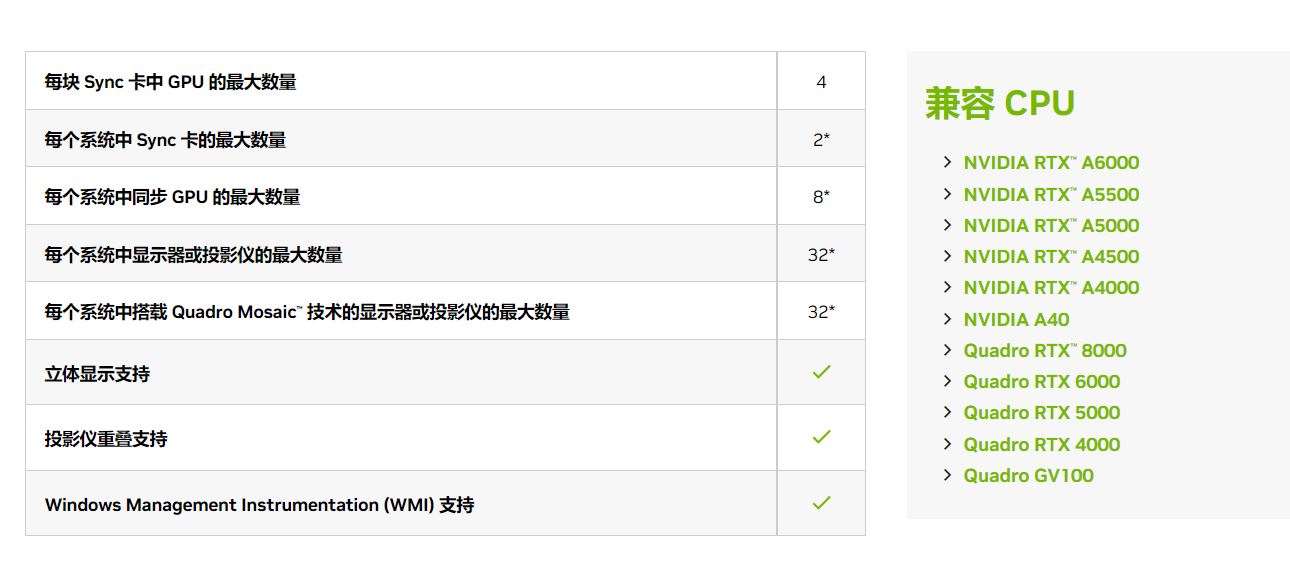 每块 Sync 卡中 GPU 的最大数量 4
每个系统中 Sync 卡的最大数量 2*
每个系统中同步 GPU 的最大数量 8*
每个系统中显示器或投影仪的最大数量 32*
每个系统中搭载 Quadro Mosaic™ 技术的显示器或投影仪的最大数量 32*
立体显示支持 ✓
投影仪重叠支持 ✓
Windows Management Instrumentation (WMI) 支持 ✓
兼容 CPU
NVIDIA RTX™ A6000
NVIDIA RTX™ A5500
NVIDIA RTX™ A5000
NVIDIA RTX™ A4500
NVIDIA RTX™ A4000
NVIDIA A40
Quadro RTX™ 8000
Quadro RTX 6000
Quadro RTX 5000
Quadro RTX 4000
Quadro GV100